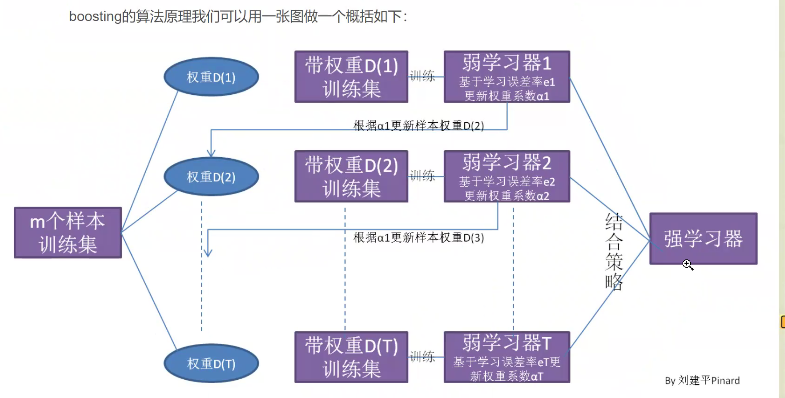 boosting的算法原理我们可以用一张图做一个概括如下:
权重D(1)
带权重D(1)
训练集
训练
弱学习器1
基于学习误差率e1
更新权重系数α1
根据α1更新样本权重D(2)
权重D(2)
带权重D(2)
训练集
训练
弱学习器2
基于学习误差率e2
更新权重系数α2
m个样本
训练集
根据α1更新样本权重D(3)
结合策略
强学习器
权重D(T)
带权重D(T)
训练集
训练
弱学习器T
基于学习误差率eT更
新权重系数αT
By 刘建平Pinard